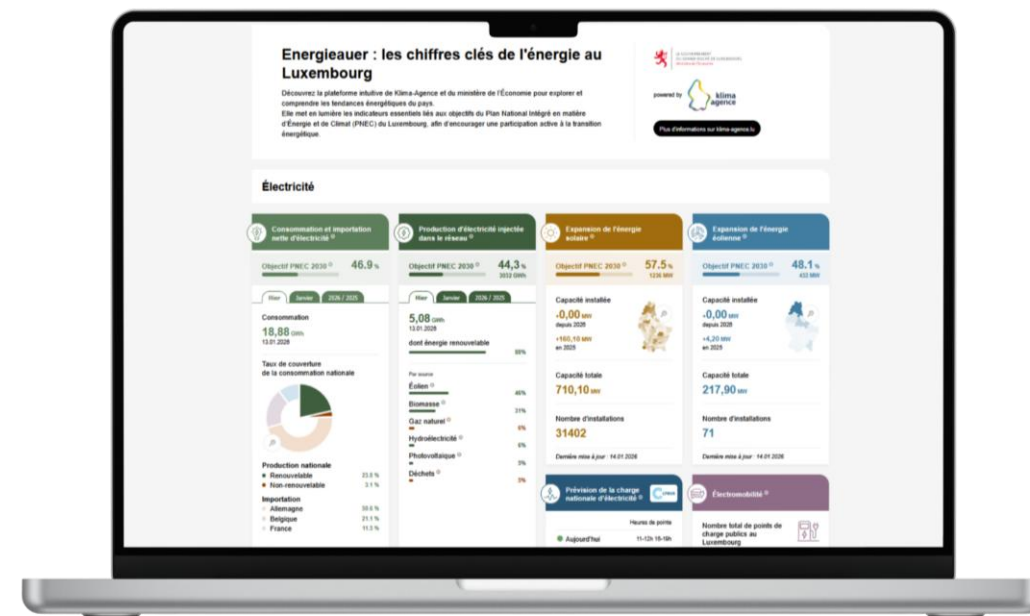 Energieauer : les chiffres clés de l'énergie au
Luxembourg
Découvrez la plateforme intuitive de Klima-Agence et du ministère de l'Économie pour explorer et
comprendre les tendances énergétiques du pays.
Elle met en lumière les indicateurs essentiels liés aux objectifs du Plan National Intégré en matière
d'Énergie et de Climat (PNEC) du Luxembourg, afin d'encourager une participation active à la transition
énergétique
powered by
klima
agence
Plus d'informations sur klima-agence.lu
Électricité
Consommation et importation
nette d'électricité
Objectif PNEC 2030 46.9 %
Hier Janvier 2026 / 2025
Consommation
18,88 GWh
13.01.2026
Taux de couverture
de la consommation nationale
Production nationale
Renouvelable
Non-renouvelable 3.1 %
Importation
Allemagne
Belgique 21.1 %
France
Production d'électricité injectée
dans le réseau
Objectif PNEC 2030 44,3 %
GWh
Hier Janvier 2026 / 2025
5,08 GWh
13.01.2026
dont énergie renouvelable
Par source
Éolien
Biomasse
Gaz naturel
Hydroélectricité
Photovoltaïque
Déchets
Expansion de l'énergie
solaire
Objectif PNEC 2030 57.5 %
MW
Capacité installée
+0,00 MW
depuis 2026
+160,10 MW
en 2025
Capacité totale
710,10 MW
Nombre d'installations
31402
Dernière mise à jour : 14.01.2026
Expansion de l'énergie
éolienne
Objectif PNEC 2030 48.1 %
MW
Capacité installée
+0,00 MW
depuis 2026
+4,20 MW
en 2025
Capacité totale
217,90 MW
Nombre d'installations
71
Dernière mise à jour : 14.01.2026
Prévision de la charge
nationale d'électricité
Heures de pointe
Aujourd'hui 11-12h 15-19h
Électromobilité
Nombre total de points de
charge publics au
Luxembourg